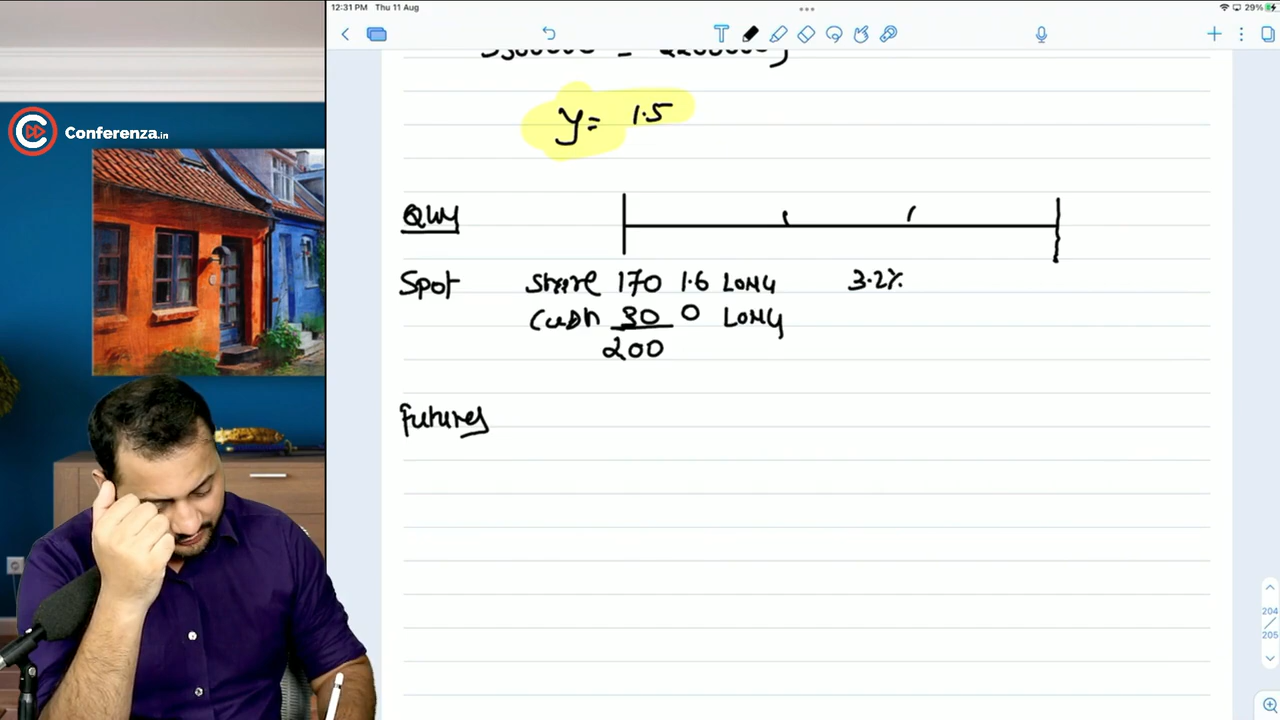 12:31 PM Thu 11 Aug
29%
T
Conferenza.in
y= 1.5
QWY
Spot Share 170 1.6 LONG 3.2%
Cash 30 0 LONG
200
Futures
204
205